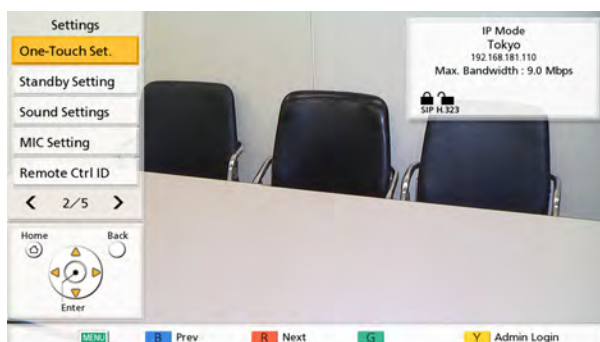 Settings
One-Touch Set.
Standby Setting
Sound Settings
MIC Setting
Remote Ctrl ID
2/5
Home
Back
Enter
IP Mode
Tokyo
192.168.181.110
Max. Bandwidth : 9.0 Mbps
SIP H.323
MENU
B Prev
R Next
G
Y Admin Login